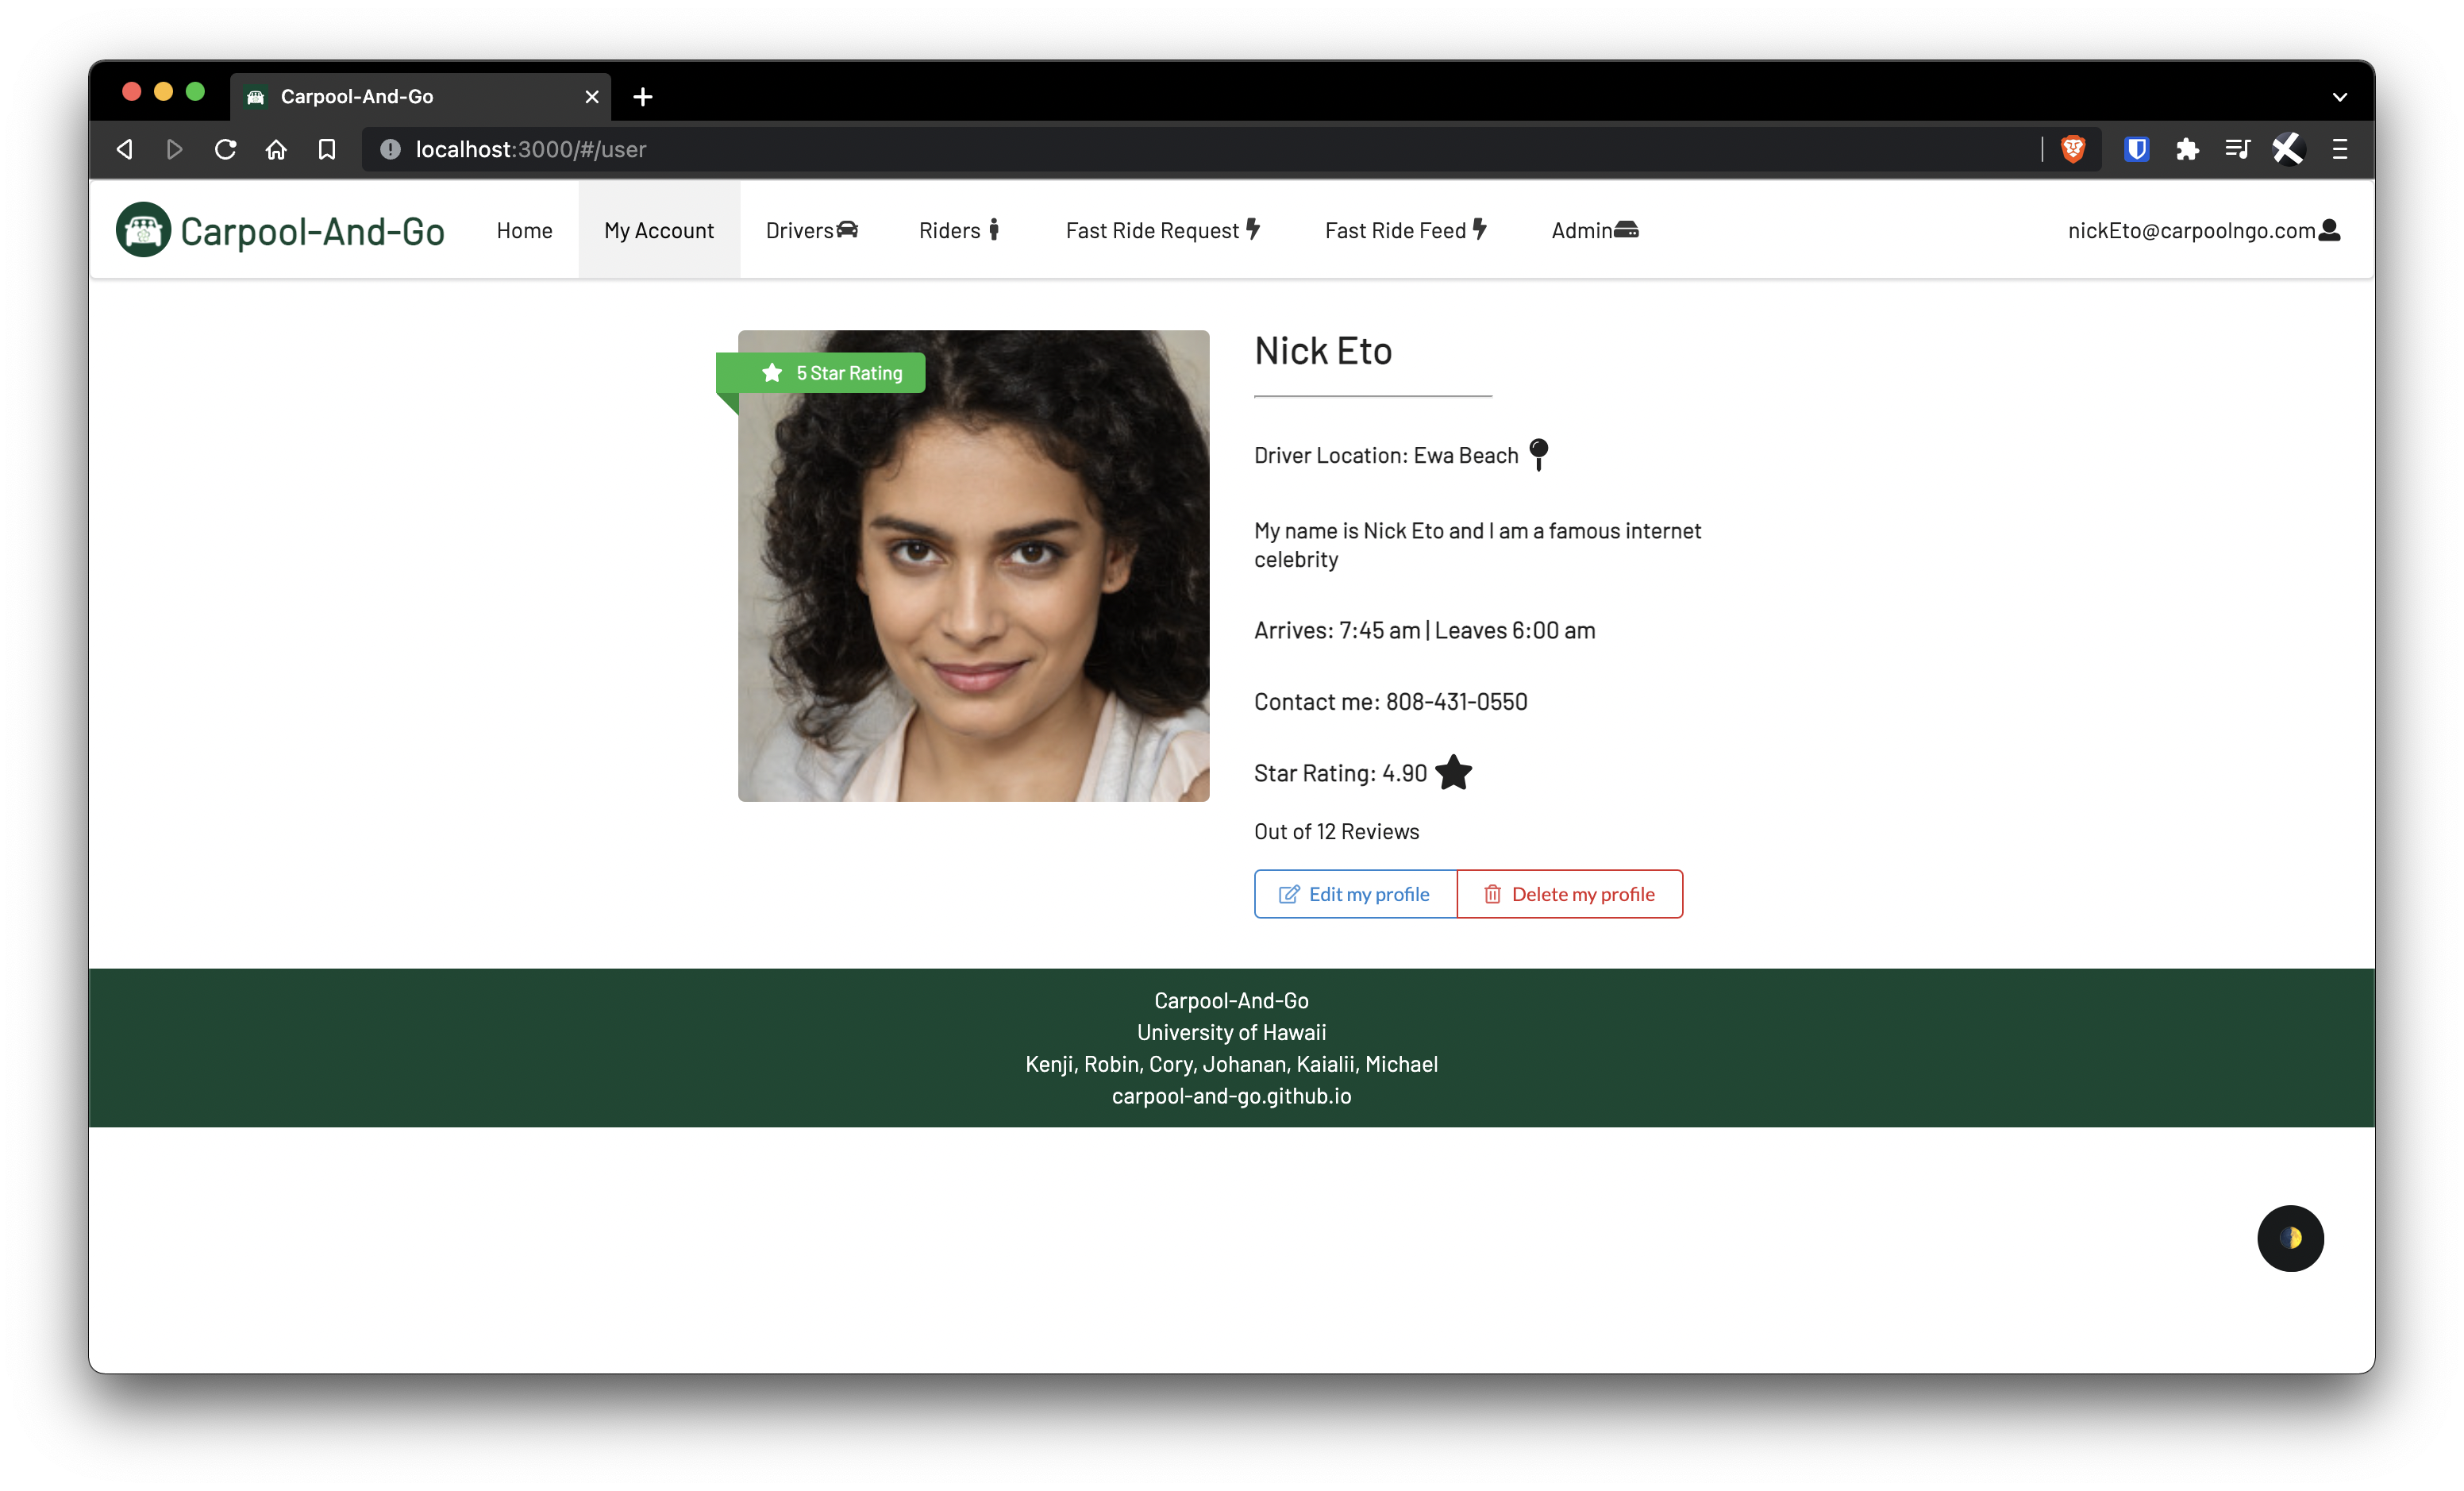 Carpool-And-Go
localhost:3000/#/user
Carpool-And-Go Home My Account Drivers Riders Fast Ride Request Fast Ride Feed Admin nickEto@carpoolngo.com
5 Star Rating
Nick Eto
Driver Location: Ewa Beach
My name is Nick Eto and I am a famous internet
celebrity
Arrives: 7:45 am | Leaves 6:00 am
Contact me: 808-431-0550
Star Rating: 4.90
Out of 12 Reviews
Edit my profile Delete my profile
Carpool-And-Go
University of Hawaii
Kenji, Robin, Cory, Johanan, Kaialii, Michael
carpool-and-go.github.io